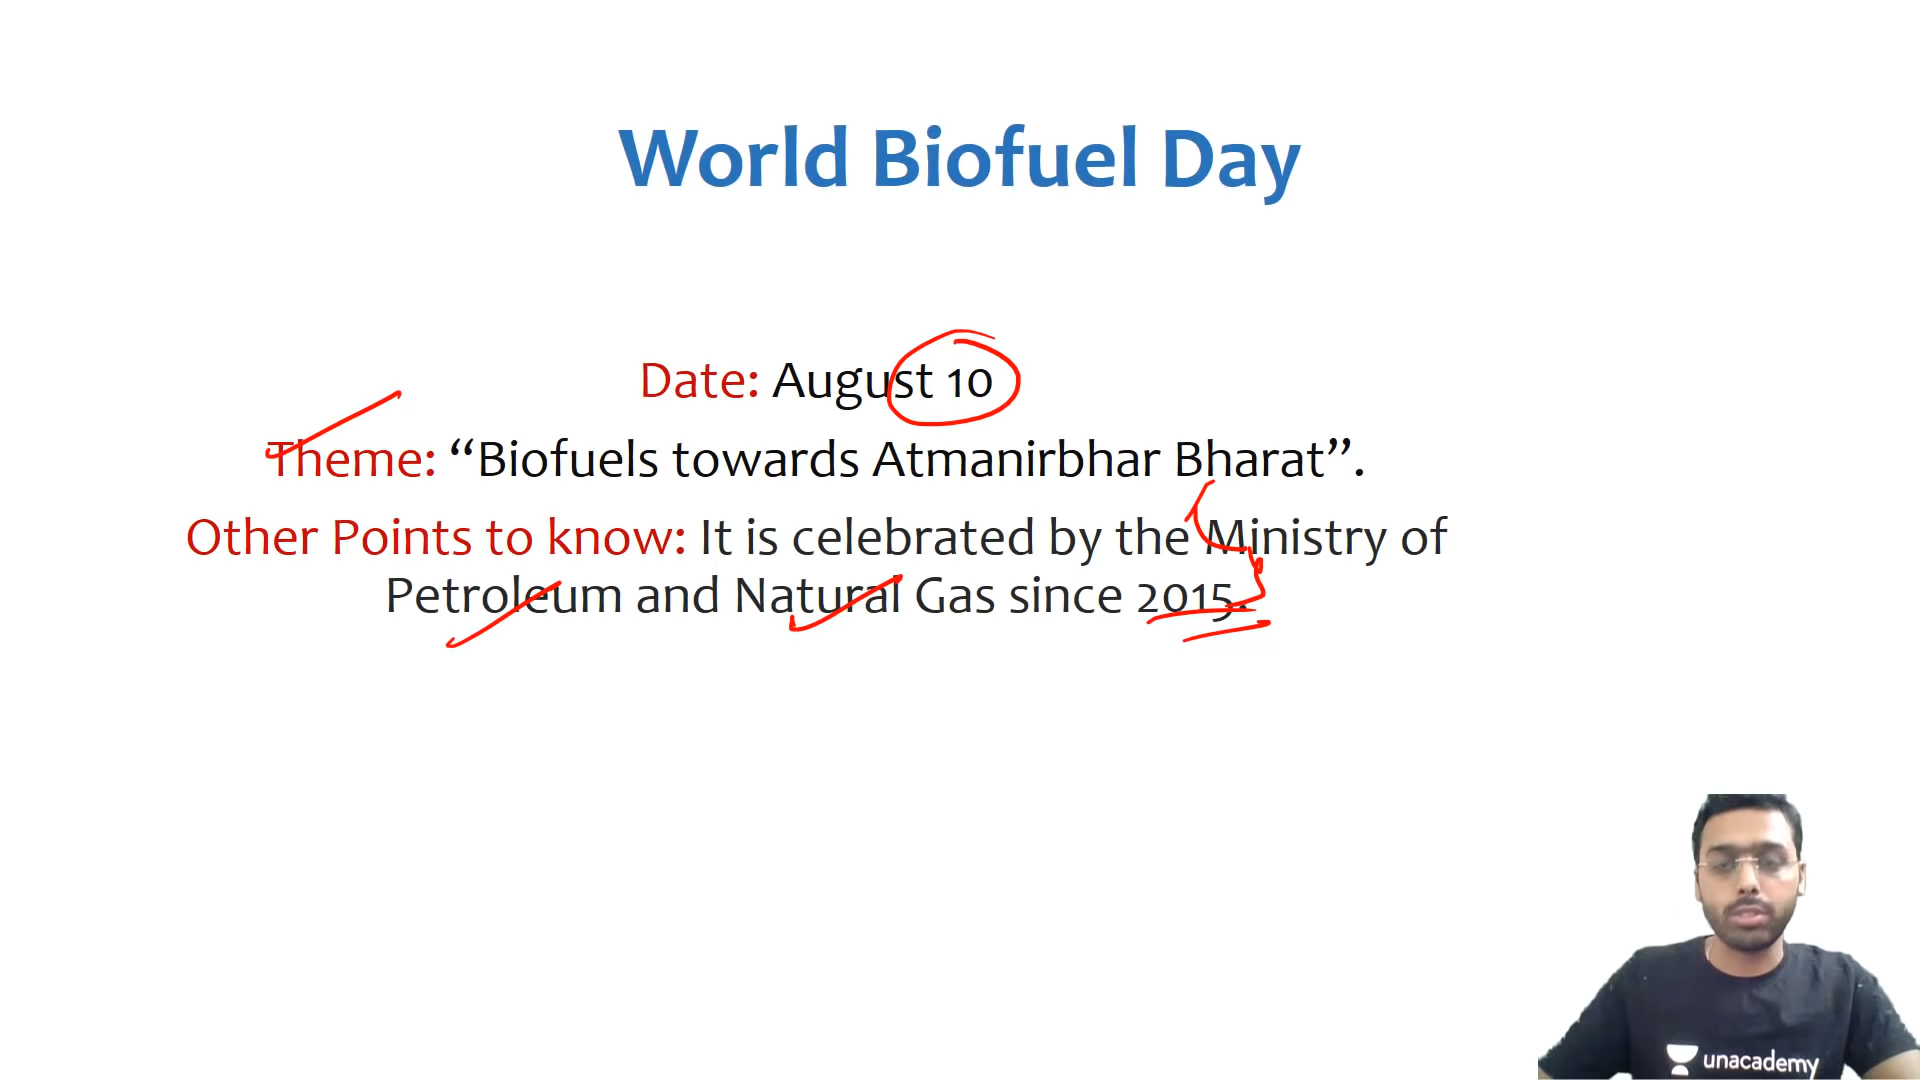 World Biofuel Day
Date: August 10
Theme: “Biofuels towards Atmanirbhar Bharat”.
Other Points to know: It is celebrated by the Ministry of
Petroleum and Natural Gas since 2015.
unacademy